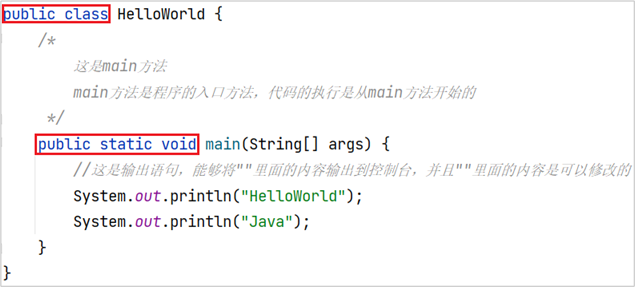 public class HelloWorld {
/*
这是main方法
main方法是程序的入口方法，代码的执行是从main方法开始的
*/
public static void main(String[] args) {
//这是输出语句，能够将""里面的内容输出到控制台，并且""里面的内容是可以修改的
System.out.println("HelloWorld");
System.out.println("Java");
}
}